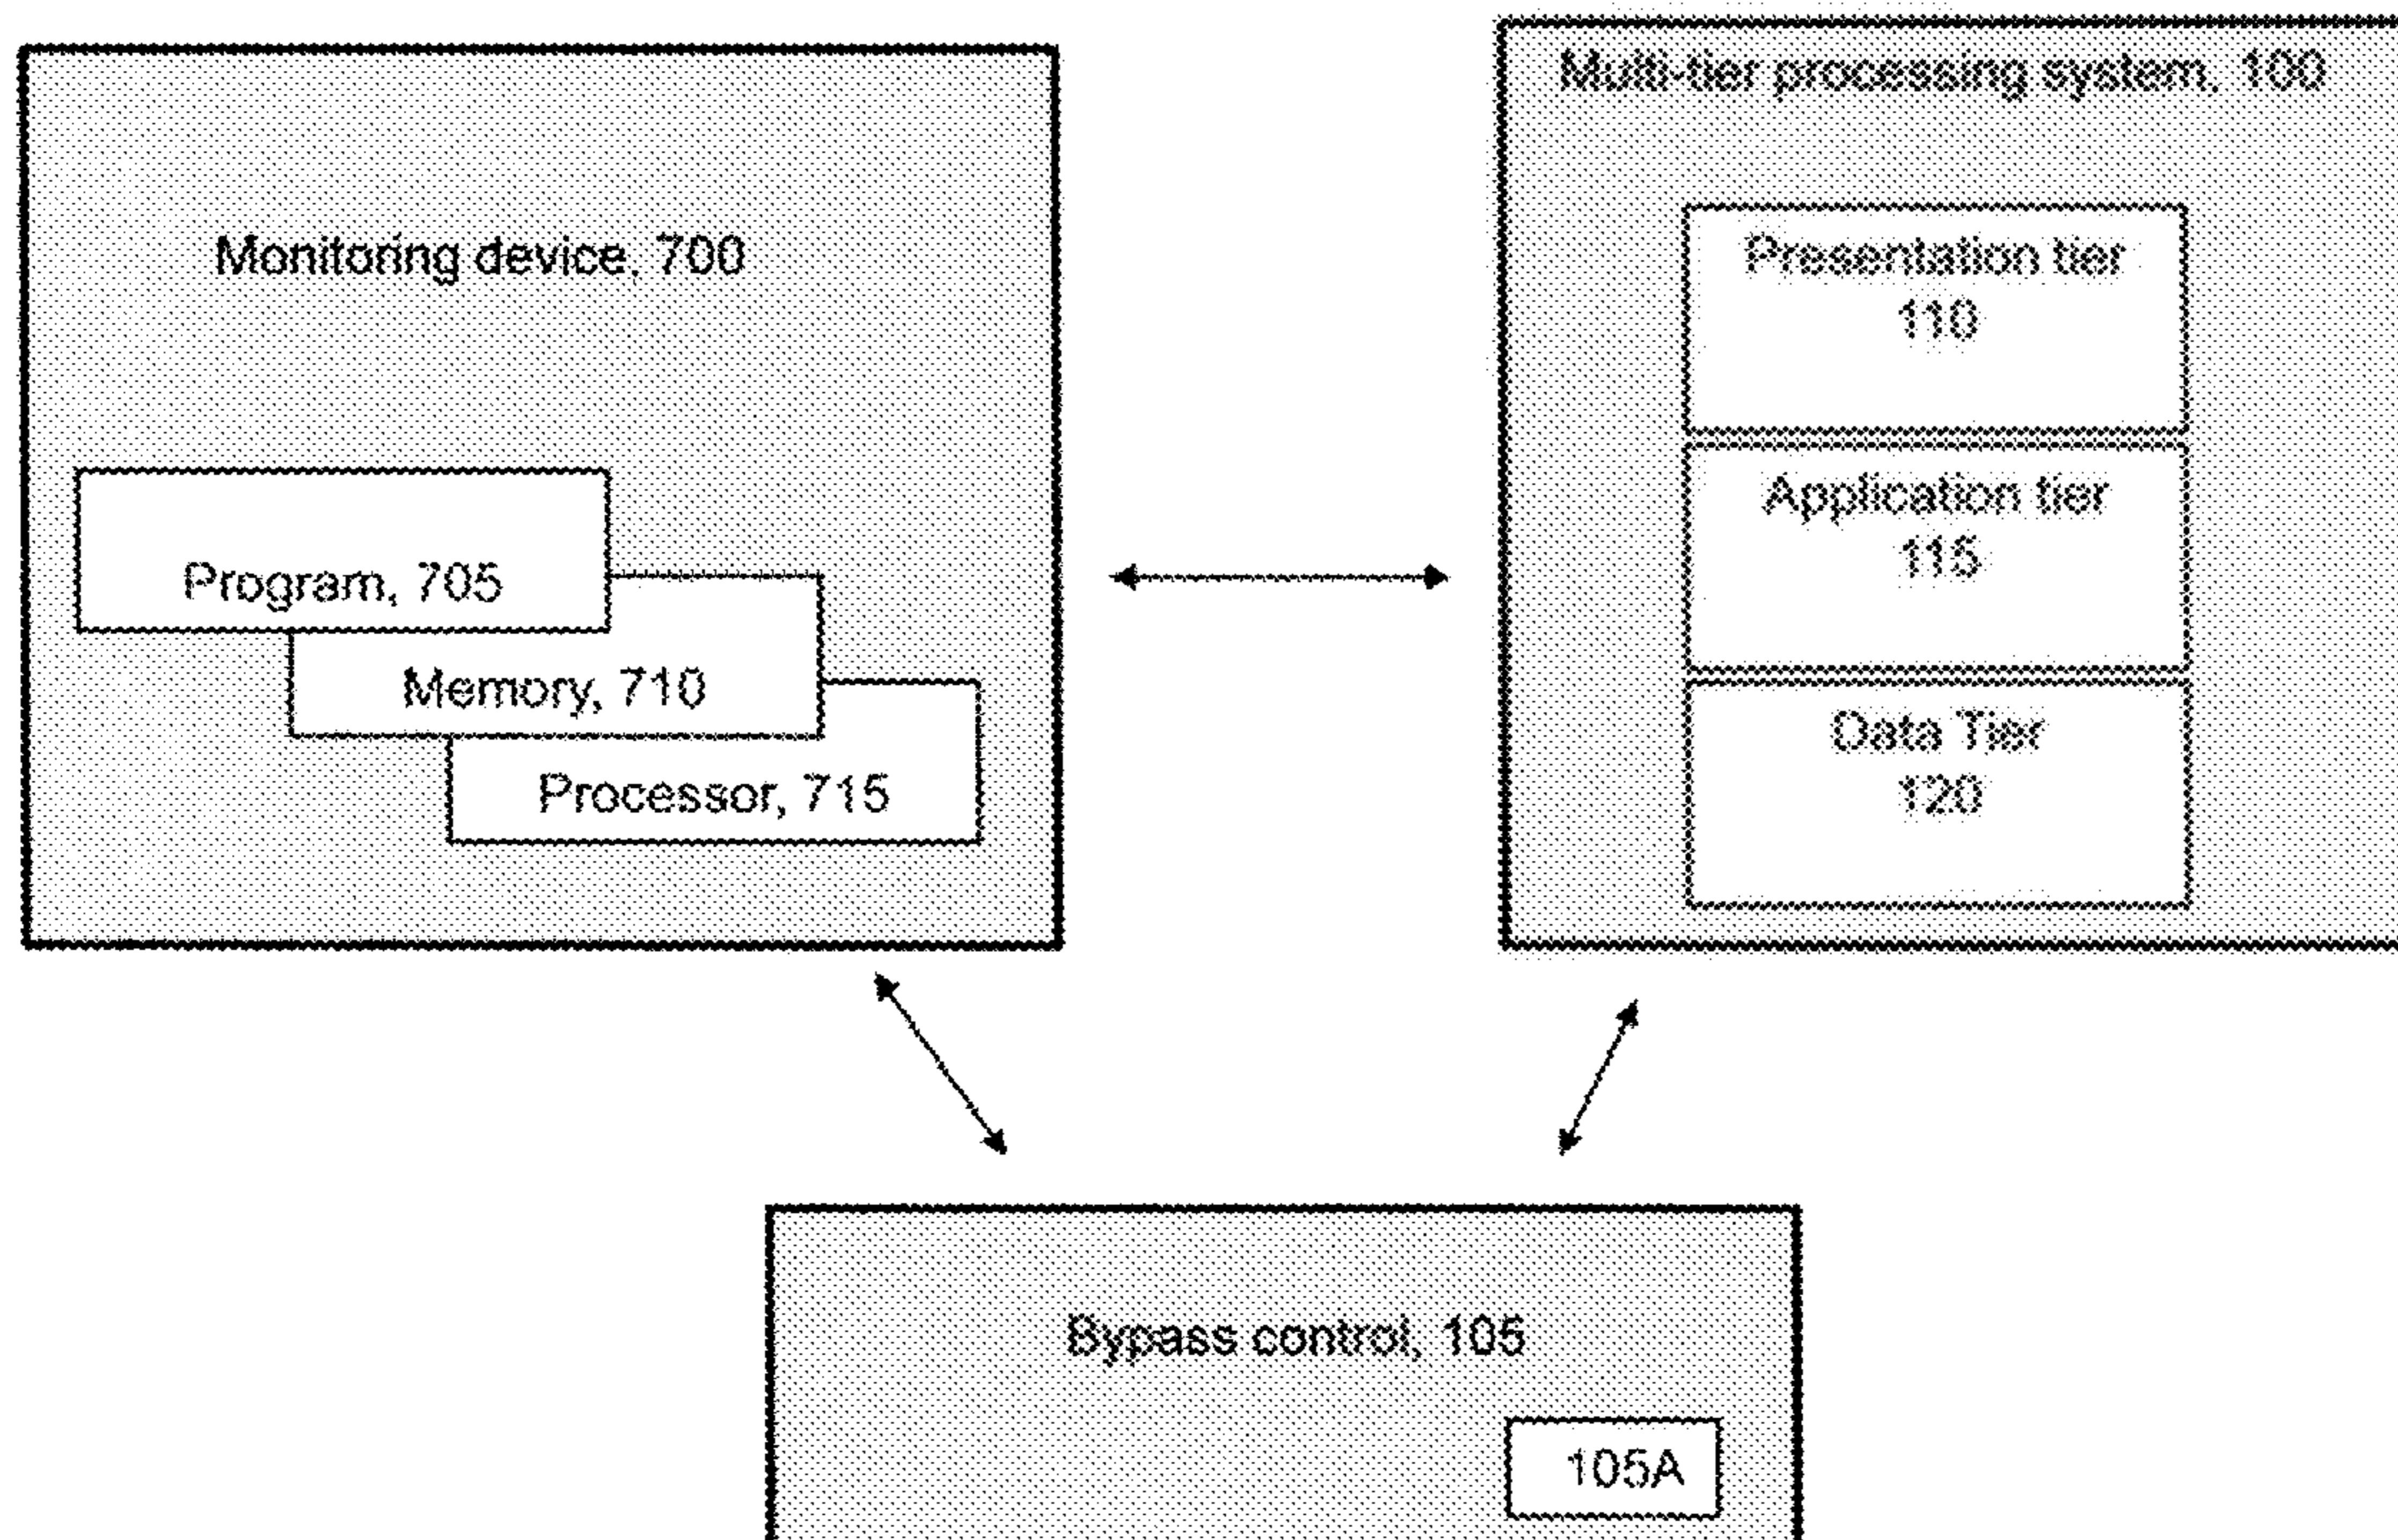 Monitoring device, 700
Program, 705
Memory, 710
Processor, 715
Multi-tier processing system, 100
Presentation tier
110
Application tier
115
Data Tier
120
Bypass control, 105
105A